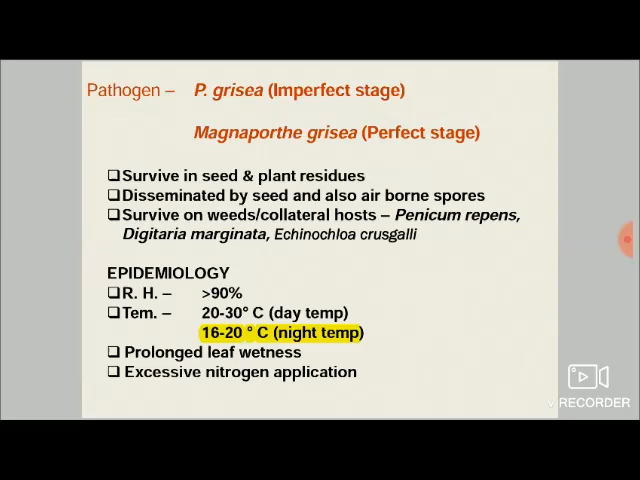 Pathogen – P. grisea (Imperfect stage)
Magnaporthe grisea (Perfect stage)
❑Survive in seed & plant residues
❑Disseminated by seed and also air borne spores
❑Survive on weeds/collateral hosts – Penicum repens,
Digitaria marginata, Echinochloa crusgalli
EPIDEMIOLOGY
❑R. H. – >90%
❑Tem. – 20-30° C (day temp)
16-20 ° C (night temp)
❑ Prolonged leaf wetness
❑ Excessive nitrogen application
V RECORDER